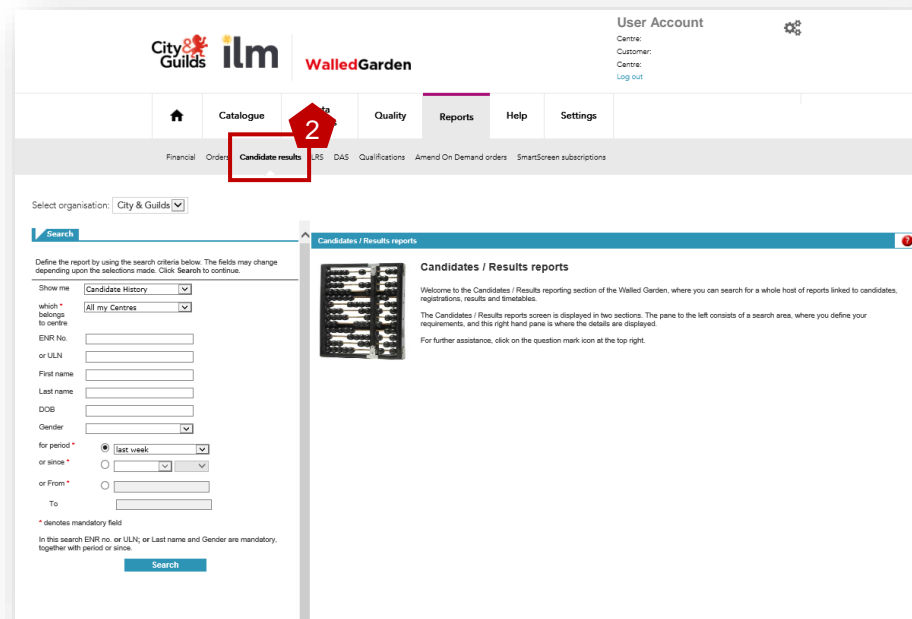 City & Guilds
ilm
WalledGarden
User Account
Centre:
Customer:
Centre:
Log out
Catalogue
Quality
Reports
Help
Settings
2
Financial Orders Candidate results LRS DAS Qualifications Amend On Demand orders SmartScreen subscriptions
Select organisation: City & Guilds
Search
Define the report by using the search criteria below. The fields may change
depending upon the selections made. Click Search to continue.
Show me Candidate History
which * All my Centres
belongs
to centre
ENR No.
or ULN
First name
Last name
DOB
Gender
for period * last week
or since *
or From *
To
* denotes mandatory field
In this search ENR no. or ULN; or Last name and Gender are mandatory,
together with period or since.
Search
Candidates / Results reports
?
Candidates / Results reports
Welcome to the Candidates / Results reporting section of the Walled Garden, where you can search for a whole host of reports linked to candidates,
registrations, results and timetables.
The Candidates / Results reports screen is displayed in two sections. The pane to the left consists of a search area, where you define your
requirements, and this right hand pane is where the details are displayed.
For further assistance, click on the question mark icon at the top right.